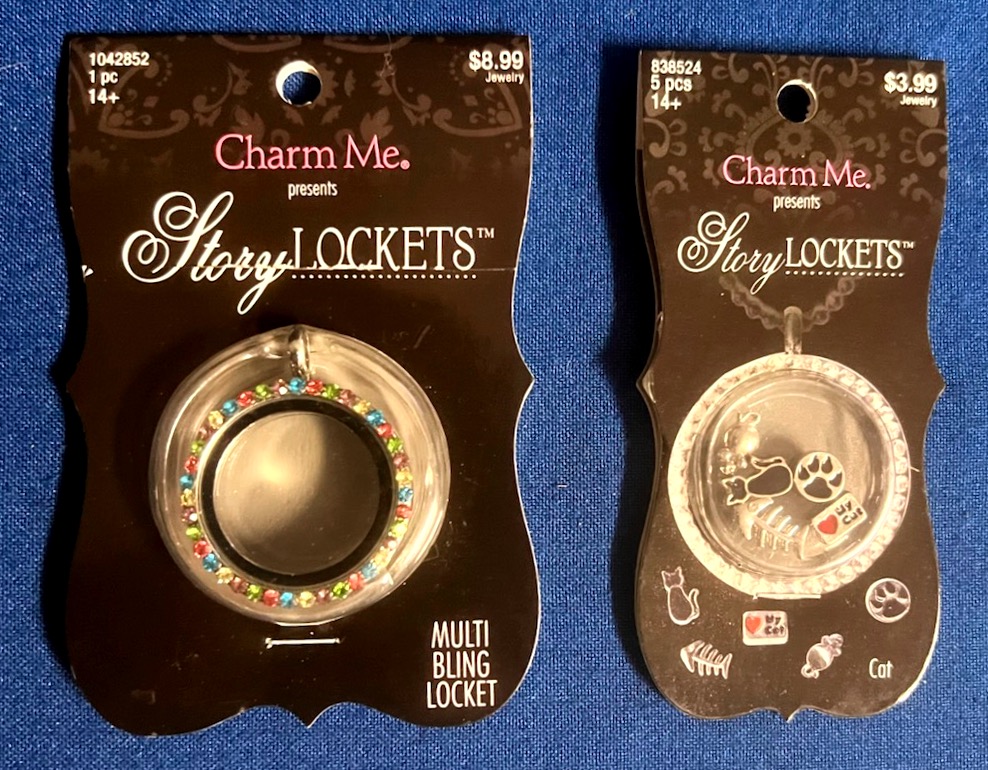 1042852
1 pc
14+
$8.99
Jewelry
Charm Me.
presents
Story LOCKETS™
MULTI
BLING
LOCKET
838524
5 pcs
14+
$3.99
Jewelry
Charm Me.
presents
Story LOCKETS™
My
Cat
My
Cat
Cat